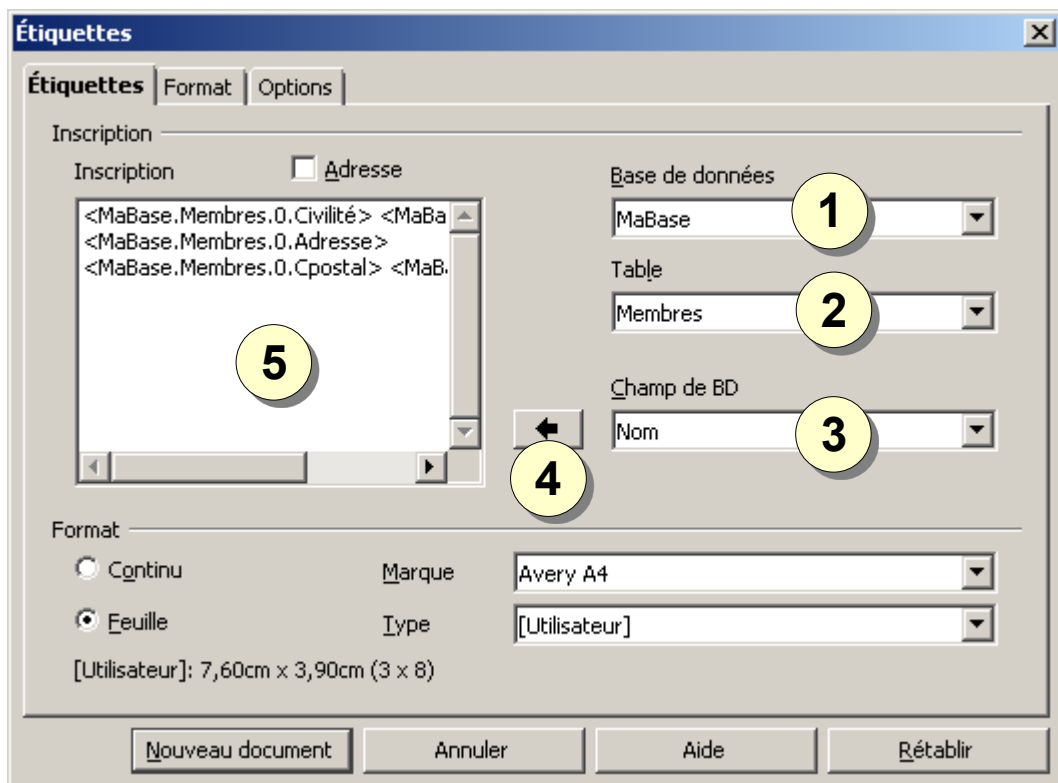 Étiquettes
Étiquettes Format Options
Inscription
Inscription Adresse
<MaBase.Membres.0.Civilité> <MaBa
<MaBase.Membres.0.Adresse>
<MaBase.Membres.0.Cpostal> <MaB
5
4
Base de données
MaBase 1
Table
Membres 2
Champ de BD
Nom 3
Format
Continu Marque Avery A4
Feuille Type [Utilisateur]
[Utilisateur]: 7,60cm x 3,90cm (3 x 8)
Nouveau document Annuler Aide Rétablir